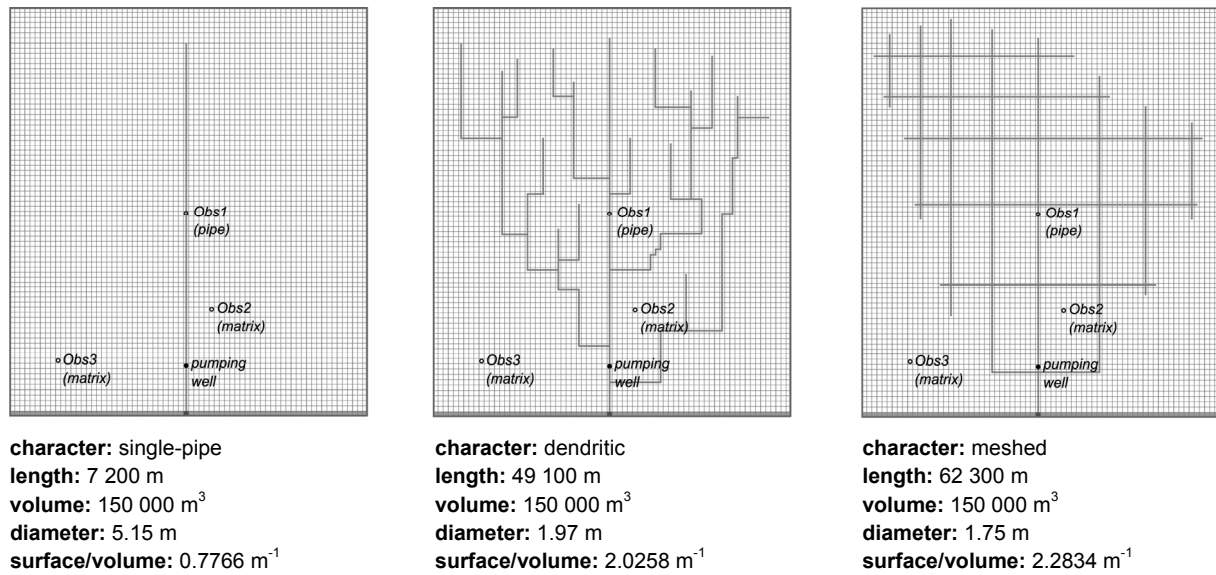 Obs1
(pipe)
Obs2
(matrix)
Obs3
(matrix)
pumping
well
character: single-pipe
length: 7 200 m
volume: 150 000 m³
diameter: 5.15 m
surface/volume: 0.7766 m⁻¹
Obs1
(pipe)
Obs2
(matrix)
Obs3
(matrix)
pumping
well
character: dendritic
length: 49 100 m
volume: 150 000 m³
diameter: 1.97 m
surface/volume: 2.0258 m⁻¹
Obs1
(pipe)
Obs2
(matrix)
Obs3
(matrix)
pumping
well
character: meshed
length: 62 300 m
volume: 150 000 m³
diameter: 1.75 m
surface/volume: 2.2834 m⁻¹